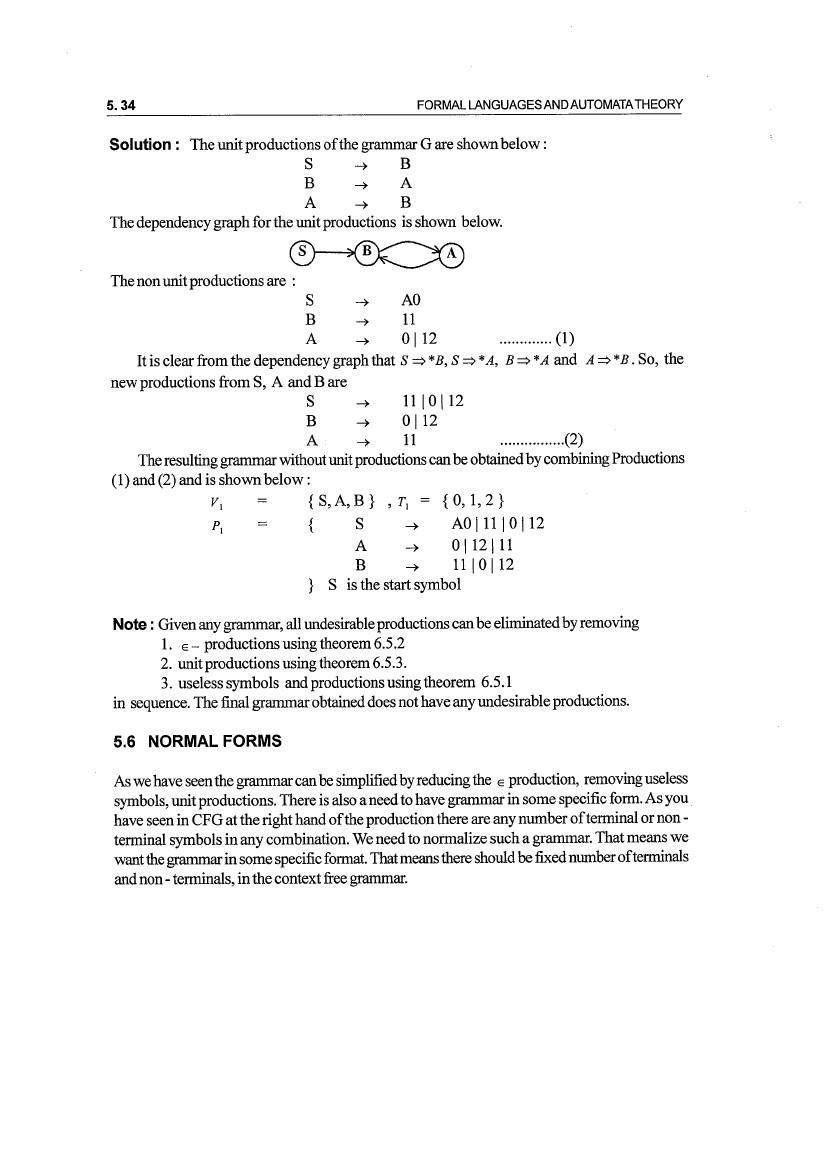 5. 34 FORMAL LANGUAGES AND AUTOMATA THEORY
Solution : The unit productions of the grammar G are shown below :
S → B
B → A
A → B
The dependency graph for the unit productions is shown below.
S B A
The non unit productions are :
S → A0
B → 11
A → 0 | 12 ............. (1)
It is clear from the dependency graph that S ⇒ *B, S ⇒ *A, B ⇒ *A and A ⇒ *B. So, the
new productions from S, A and B are
S → 11 | 0 | 12
B → 0 | 12
A → 11 ................(2)
The resulting grammar without unit productions can be obtained by combining Productions
(1) and (2) and is shown below :
V₁ = { S, A, B } , T₁ = { 0, 1, 2 }
P₁ = { S → A0 | 11 | 0 | 12
A → 0 | 12 | 11
B → 11 | 0 | 12
} S is the start symbol
Note : Given any grammar, all undesirable productions can be eliminated by removing
1. ∈ – productions using theorem 6.5.2
2. unit productions using theorem 6.5.3.
3. useless symbols and productions using theorem 6.5.1
in sequence. The final grammar obtained does not have any undesirable productions.
5.6 NORMAL FORMS
As we have seen the grammar can be simplified by reducing the ∈ production, removing useless
symbols, unit productions. There is also a need to have grammar in some specific form. As you
have seen in CFG at the right hand of the production there are any number of terminal or non -
terminal symbols in any combination. We need to normalize such a grammar. That means we
want the grammar in some specific format. That means there should be fixed number of terminals
and non - terminals, in the context free grammar.